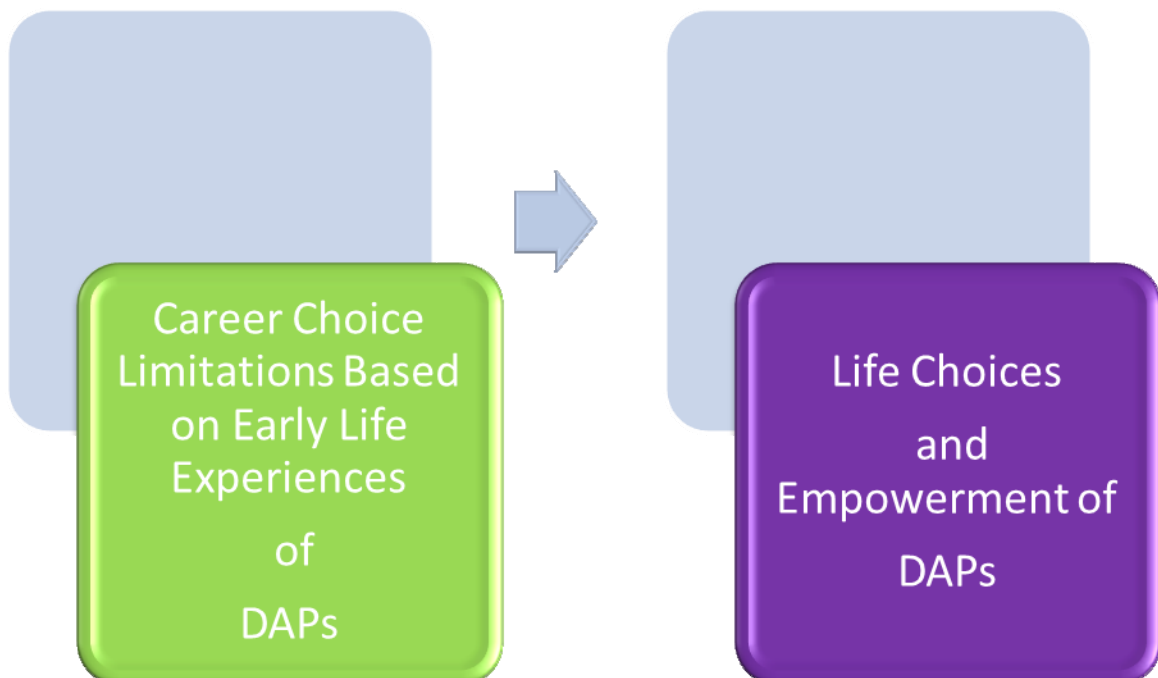 Career Choice
Limitations Based
on Early Life
Experiences
of
DAPs
Life Choices
and
Empowerment of
DAPs